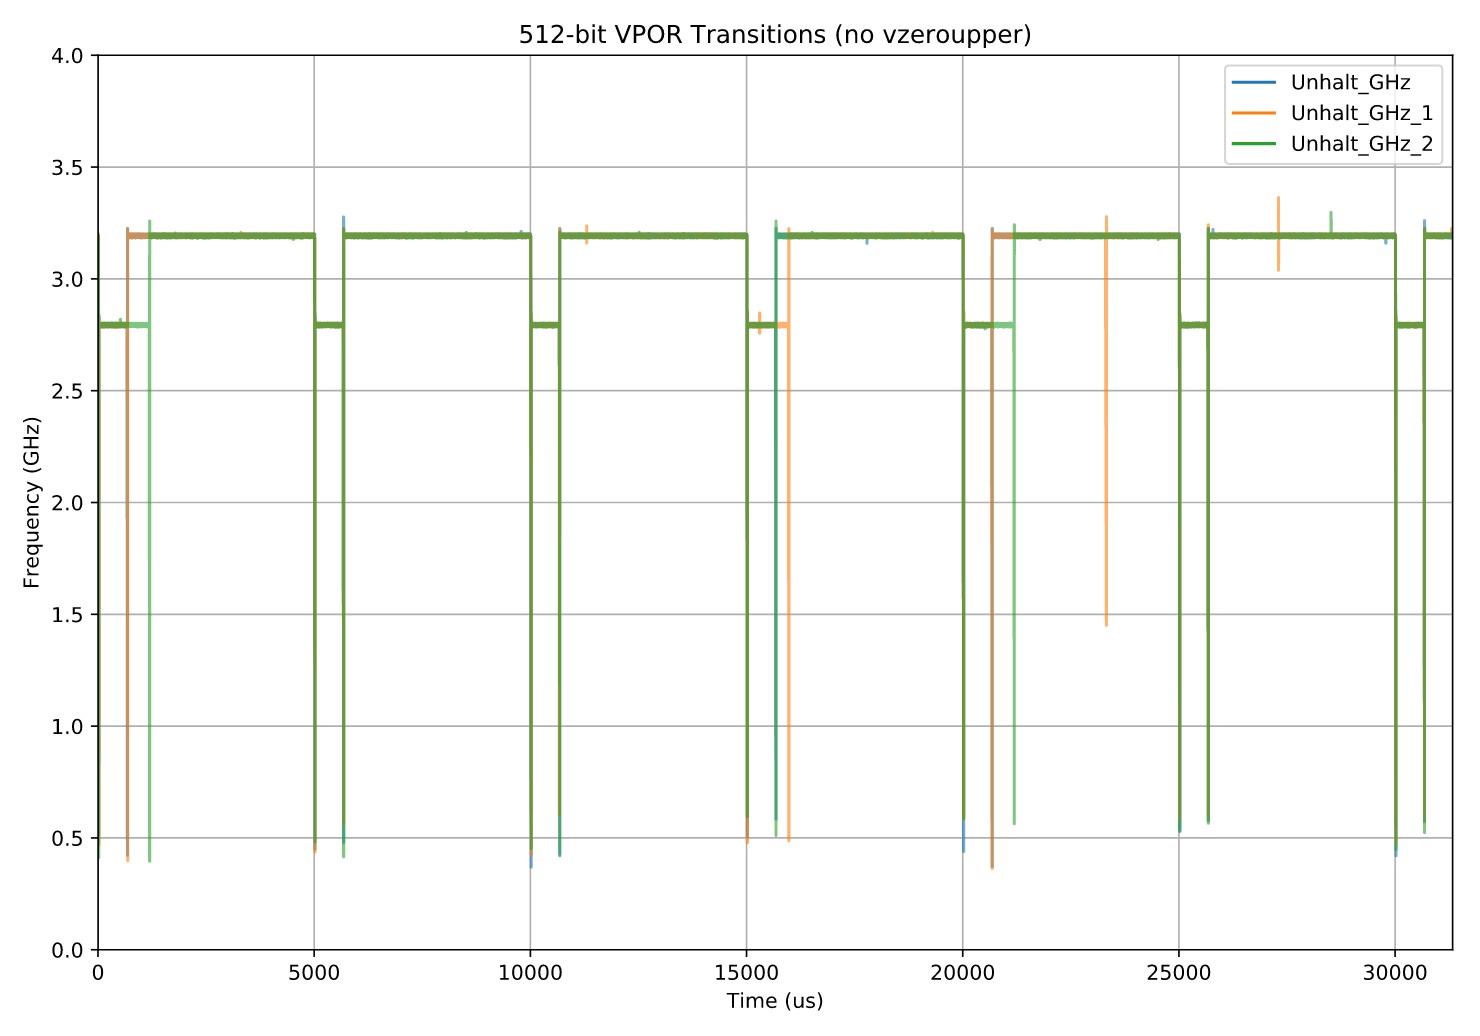 512-bit VPOR Transitions (no vzeroupper)
Unhalt_GHz
Unhalt_GHz_1
Unhalt_GHz_2
4.0
3.5
3.0
2.5
2.0
1.5
1.0
0.5
0.0
Frequency (GHz)
0 5000 10000 15000 20000 25000 30000
Time (us)